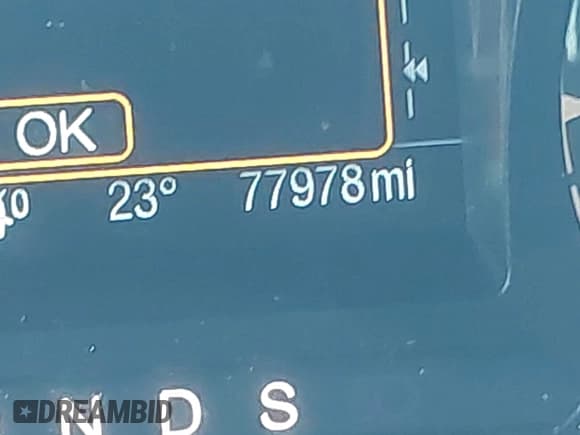 OK
23° 77978mi
N D S
DREAMBID